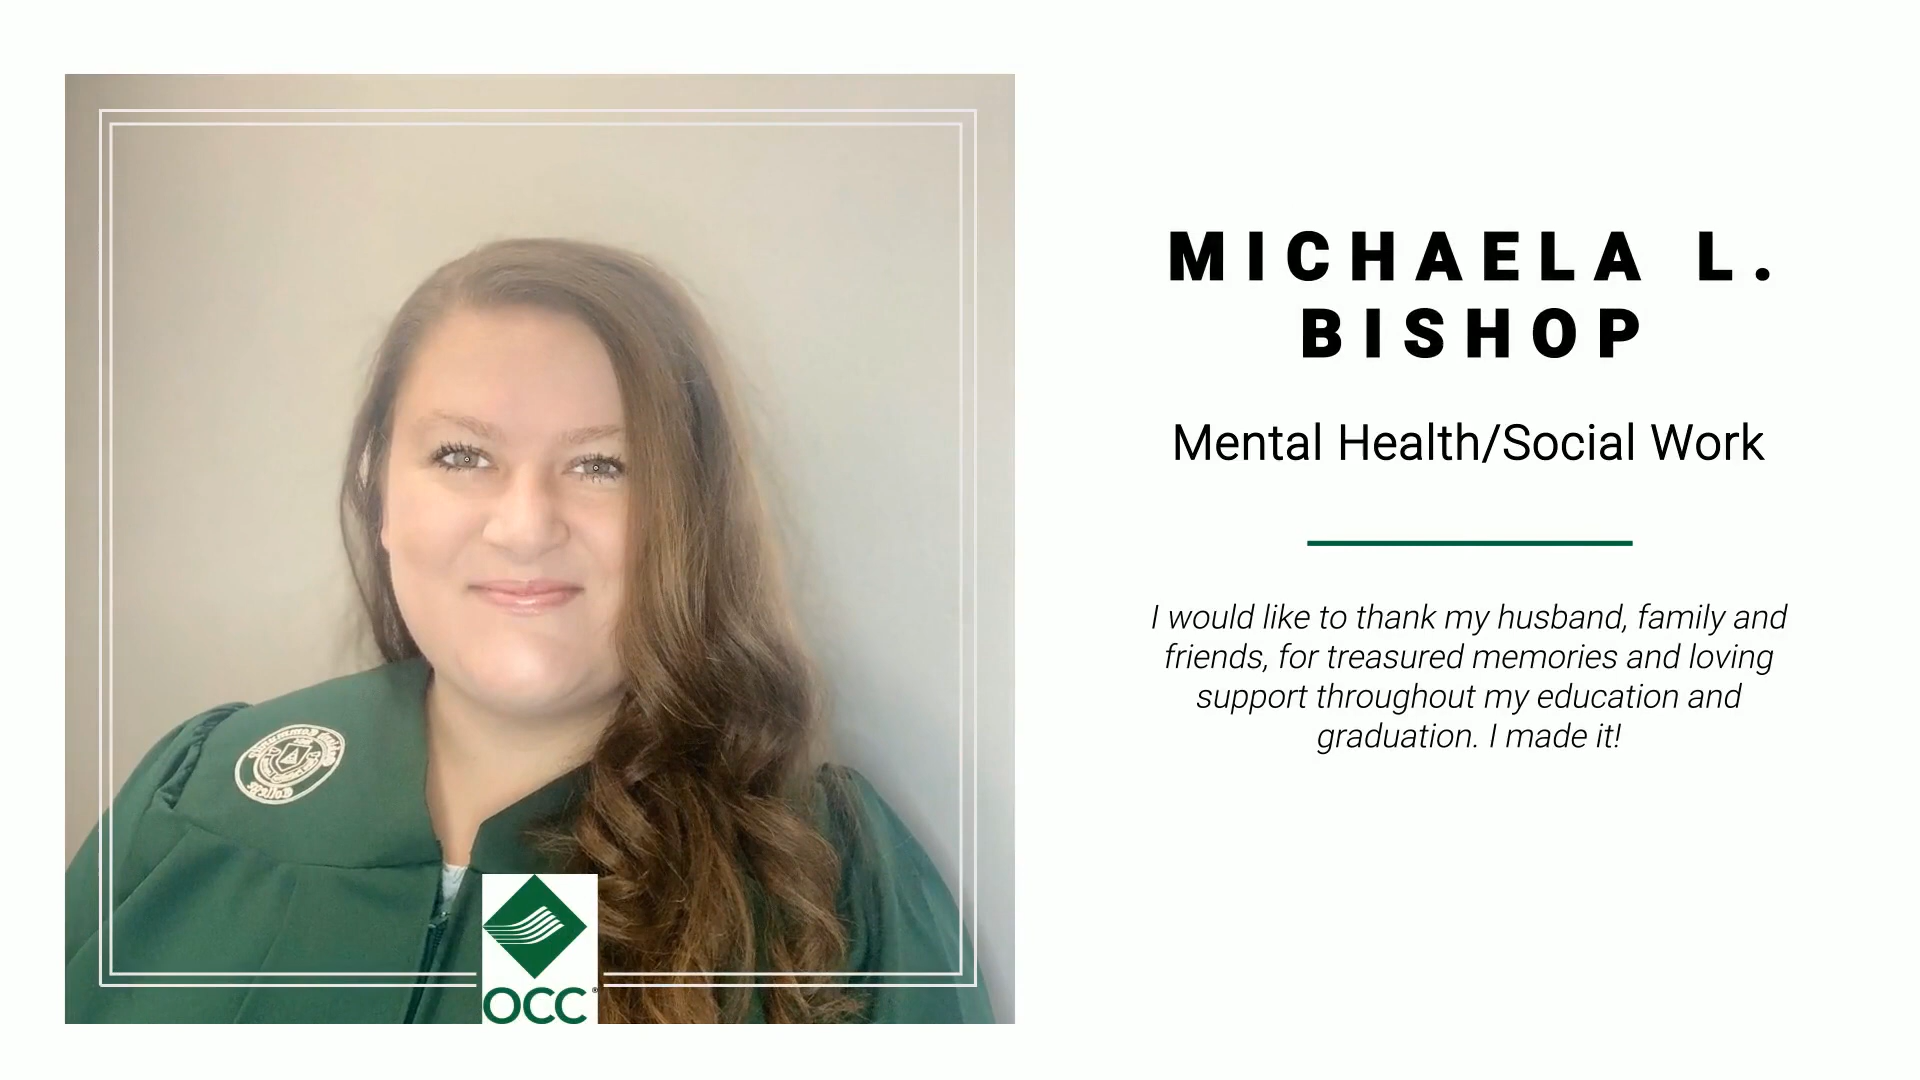 MICHAELA L.
BISHOP
Mental Health/Social Work
I would like to thank my husband, family and
friends, for treasured memories and loving
support throughout my education and
graduation. I made it!
OCC®